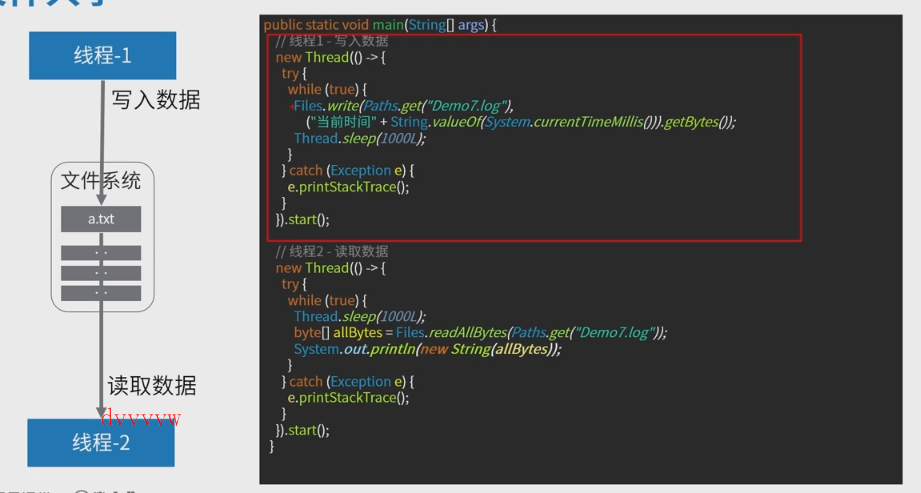 线程-1
写入数据
文件系统
a.txt
. .
. .
. .
读取数据
dvvvvw
线程-2
public static void main(String[] args) {
// 线程1 - 写入数据
new Thread(() -> {
try {
while (true) {
Files.write(Paths.get("Demo7.log"),
("当前时间" + String.valueOf(System.currentTimeMillis())).getBytes());
Thread.sleep(1000L);
}
} catch (Exception e) {
e.printStackTrace();
}
}).start();
// 线程2 - 读取数据
new Thread(() -> {
try {
while (true) {
Thread.sleep(1000L);
byte[] allBytes = Files.readAllBytes(Paths.get("Demo7.log"));
System.out.println(new String(allBytes));
}
} catch (Exception e) {
e.printStackTrace();
}
}).start();
}